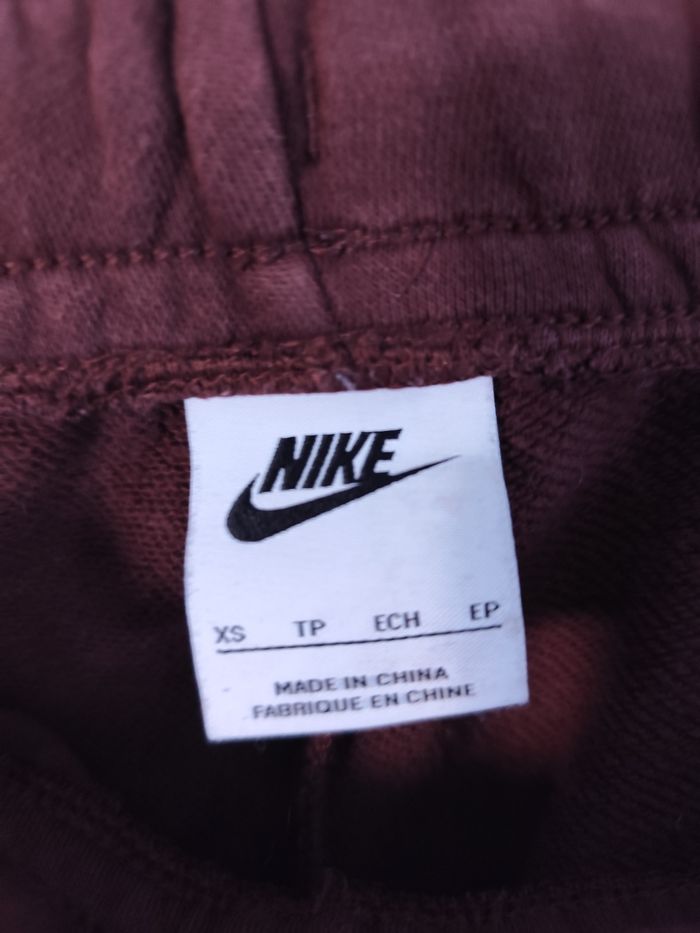 NIKE
XS TP ECH EP
MADE IN CHINA
FABRIQUE EN CHINE